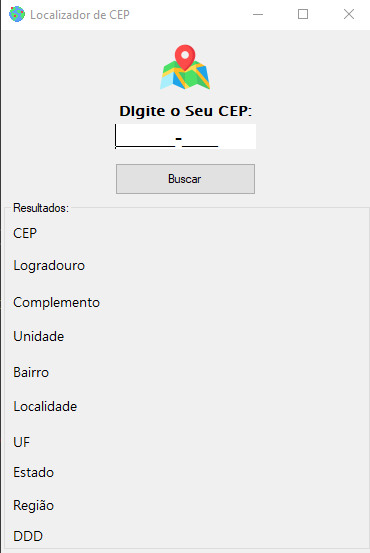 Localizador de CEP
Digite o Seu CEP:
_____-___
Buscar
Resultados:
CEP
Logradouro
Complemento
Unidade
Bairro
Localidade
UF
Estado
Região
DDD